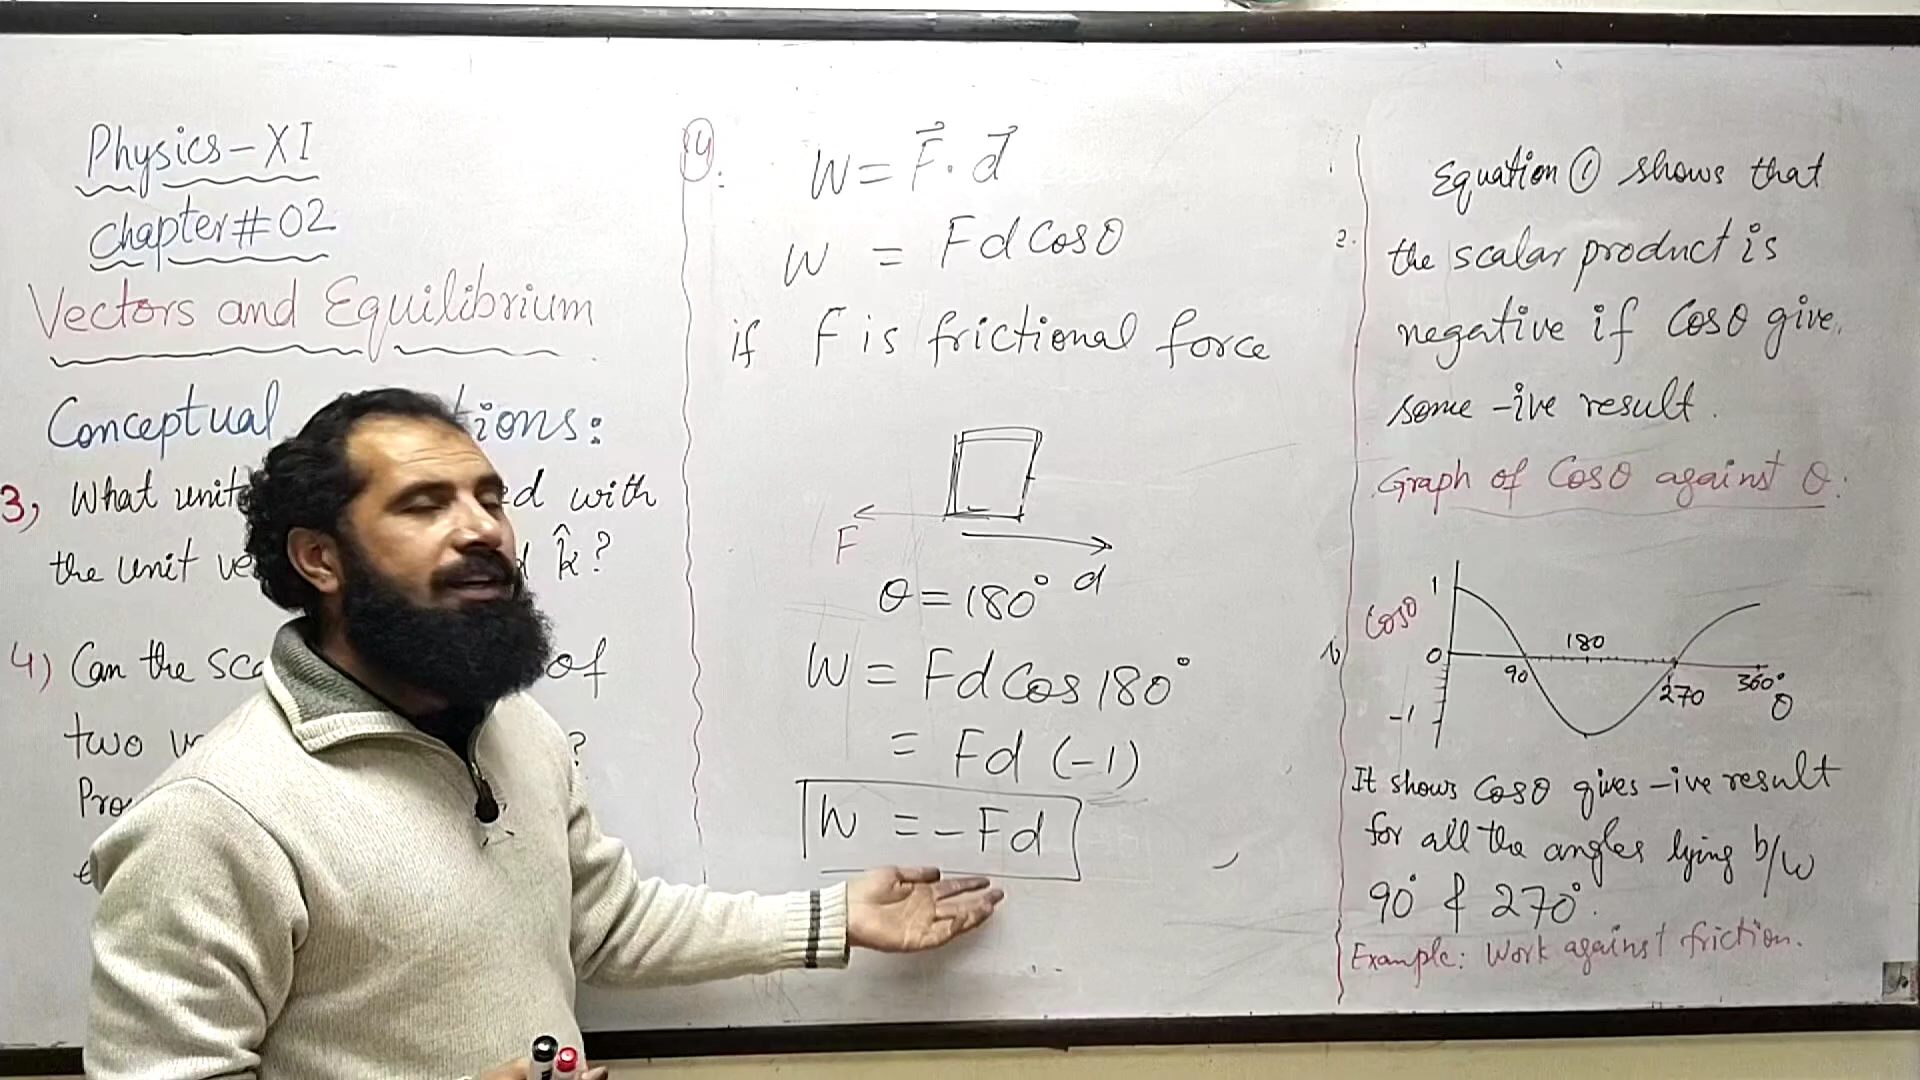 Physics-XI
Chapter# 02
Vectors and Equilibrium
Conceptual tions:
3, What unit ed with
the unit ve k̂?
4) Can the sca of
two v ?
Pro
4
W = F⃗ . d⃗
W = Fd Cosθ
if F is frictional force
F
d
θ = 180°
W = Fd Cos 180°
= Fd (-1)
W = - Fd
Equation ① shows that
the scalar product is
negative if Cosθ give
some -ive result.
Graph of Cosθ against θ:
1
Cosθ
180
0
90
270
360°
θ
-1
It shows Cosθ gives -ive result
for all the angles lying b/w
90° & 270°.
Example: Work against friction.